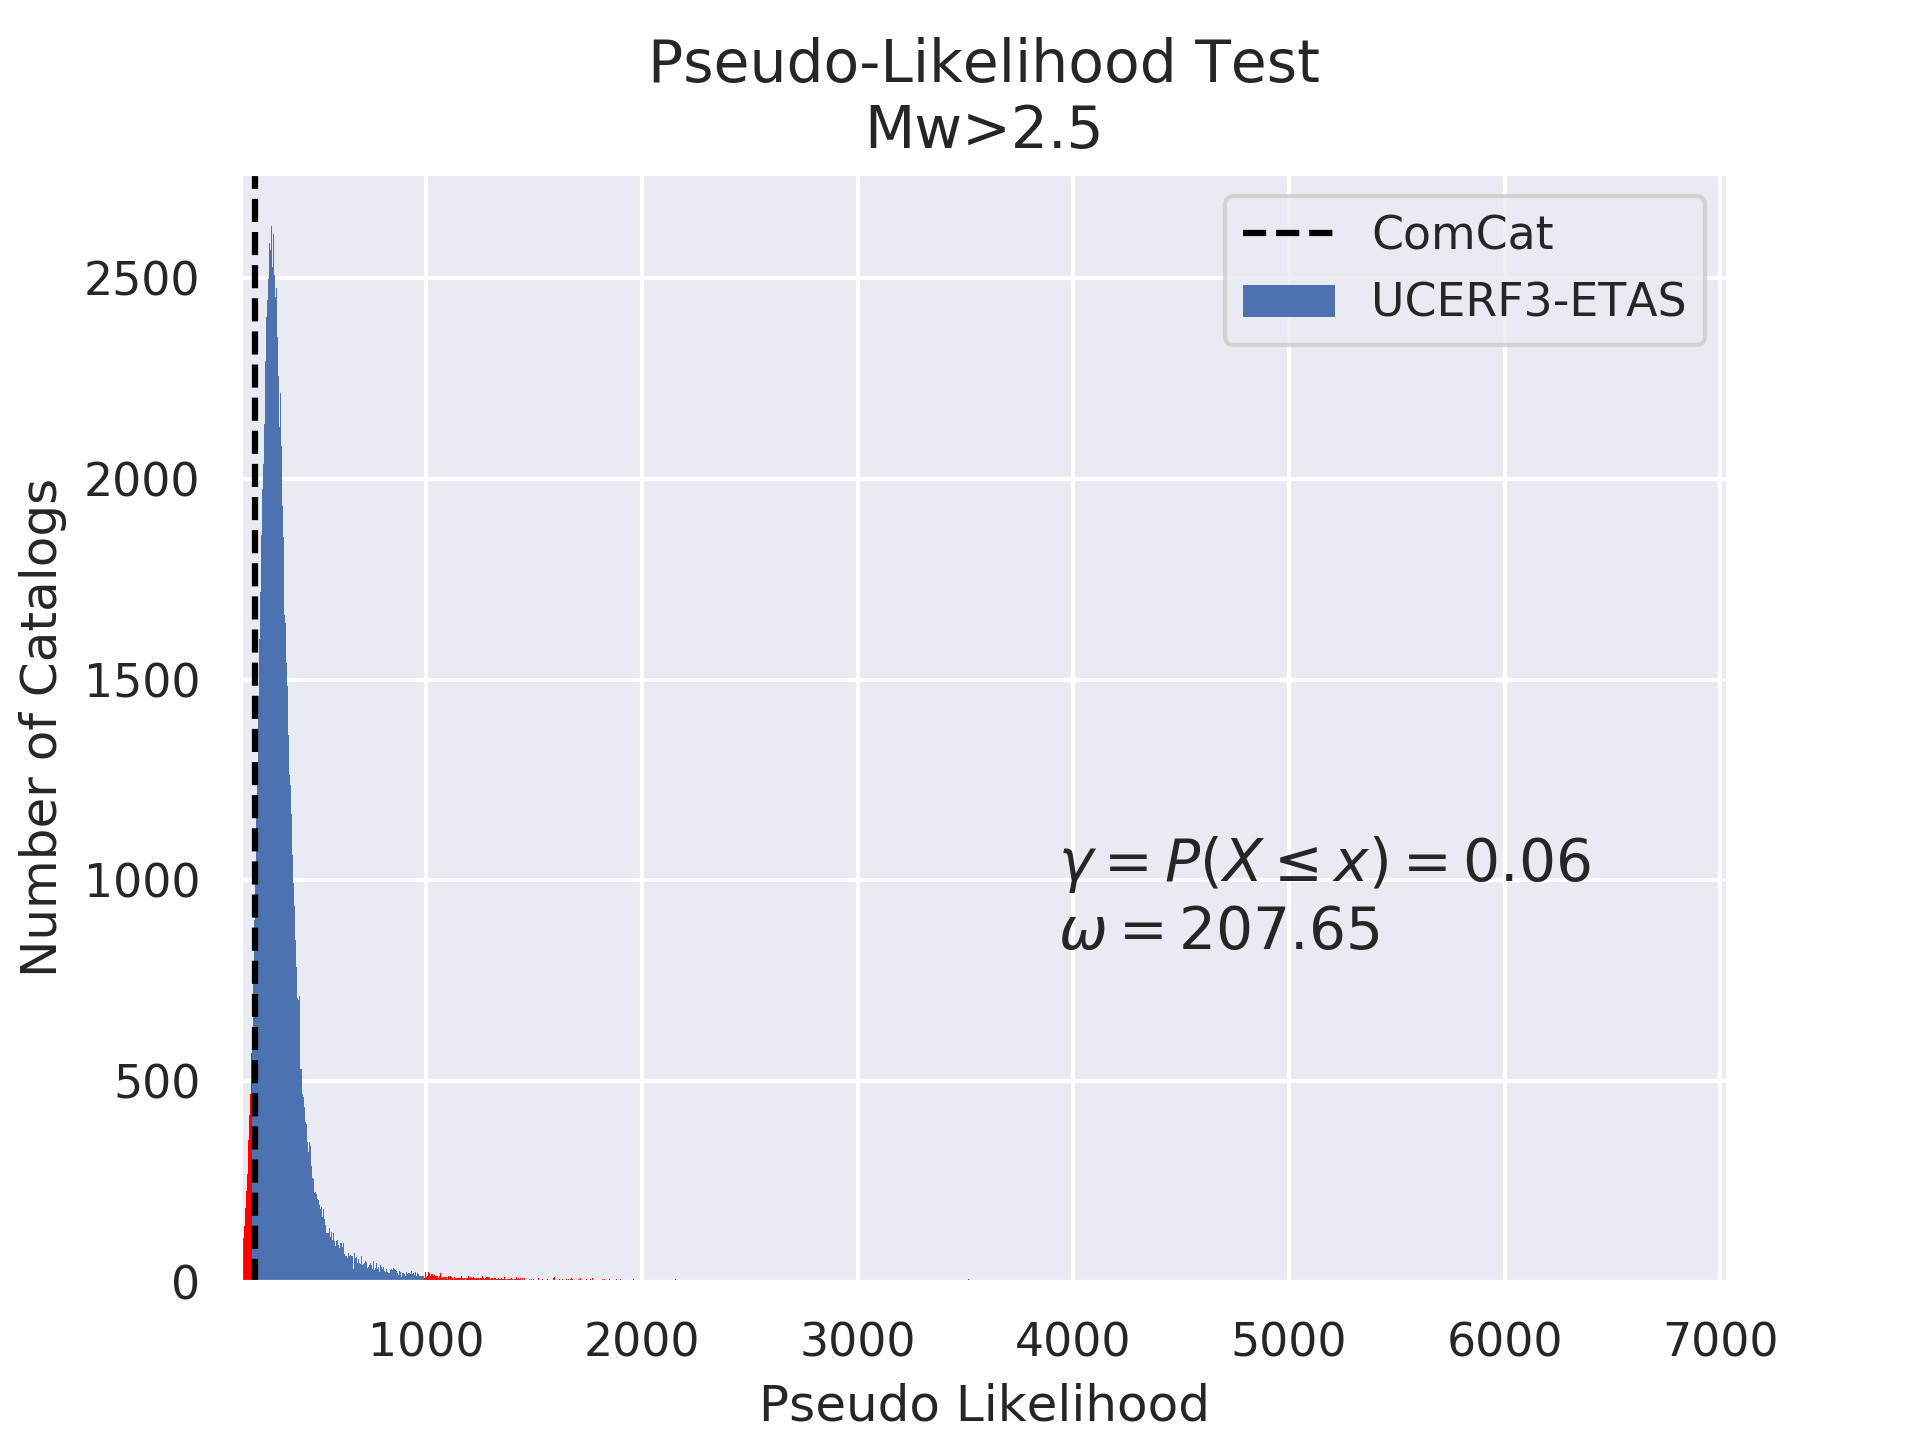 Pseudo-Likelihood Test
Mw>2.5
ComCat
UCERF3-ETAS
2500
2000
1500
1000
500
0
Number of Catalogs
γ = P(X ≤ x) = 0.06
ω = 207.65
1000 2000 3000 4000 5000 6000 7000
Pseudo Likelihood